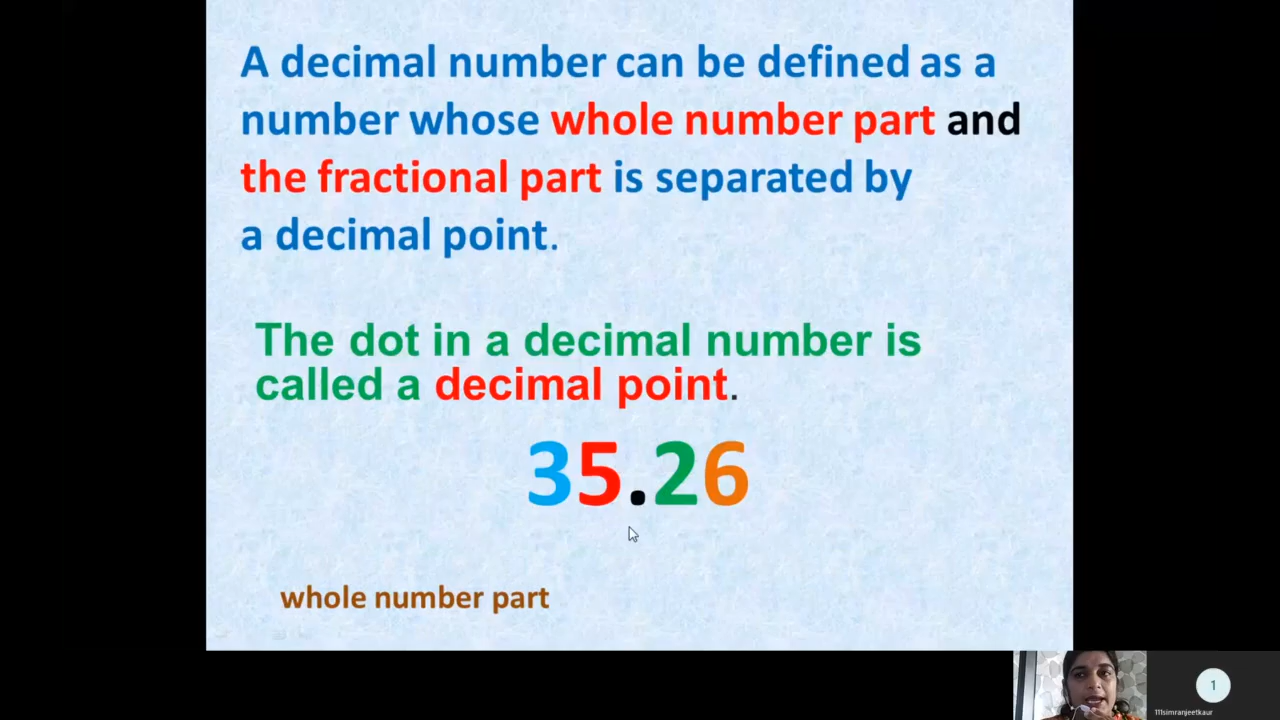 A decimal number can be defined as a
number whose whole number part and
the fractional part is separated by
a decimal point.
The dot in a decimal number is
called a decimal point.
35.26
whole number part
1
111simranjeetkaur